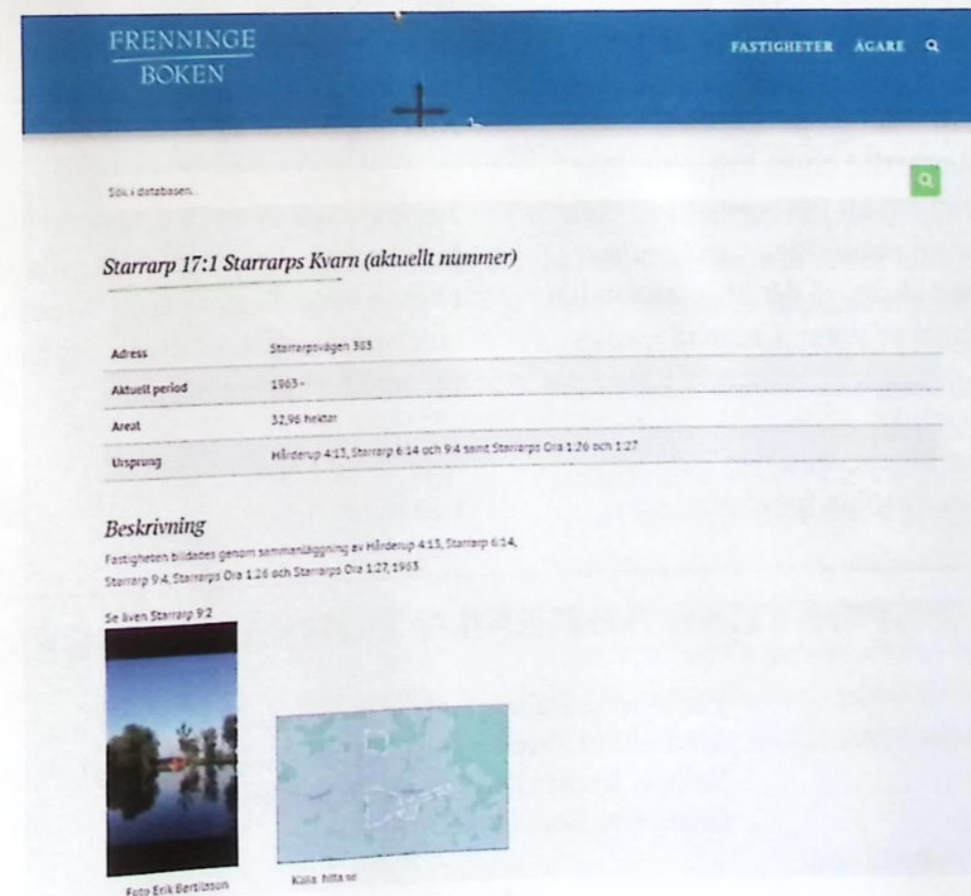 FRENNINGE
BOKEN
FASTIGHETER ÄGARE
Sök i databasen...
Starrarp 17:1 Starrarps Kvarn (aktuellt nummer)
Adress Starrarpsvägen 383
Aktuell period 1963 -
Areal 32,96 hektar
Ursprung Hårderup 4:13, Starrarp 6:14 och 9:4 samt Starrarps Ora 1:26 och 1:27
Beskrivning
Fastigheten bildades genom sammanläggning av Hårderup 4:13, Starrarp 6:14,
Starrarp 9:4, Starrarps Ora 1:26 och Starrarps Ora 1:27, 1963.
Se även Starrarp 9:2
Foto Erik Bertilsson
Källa: hitta.se